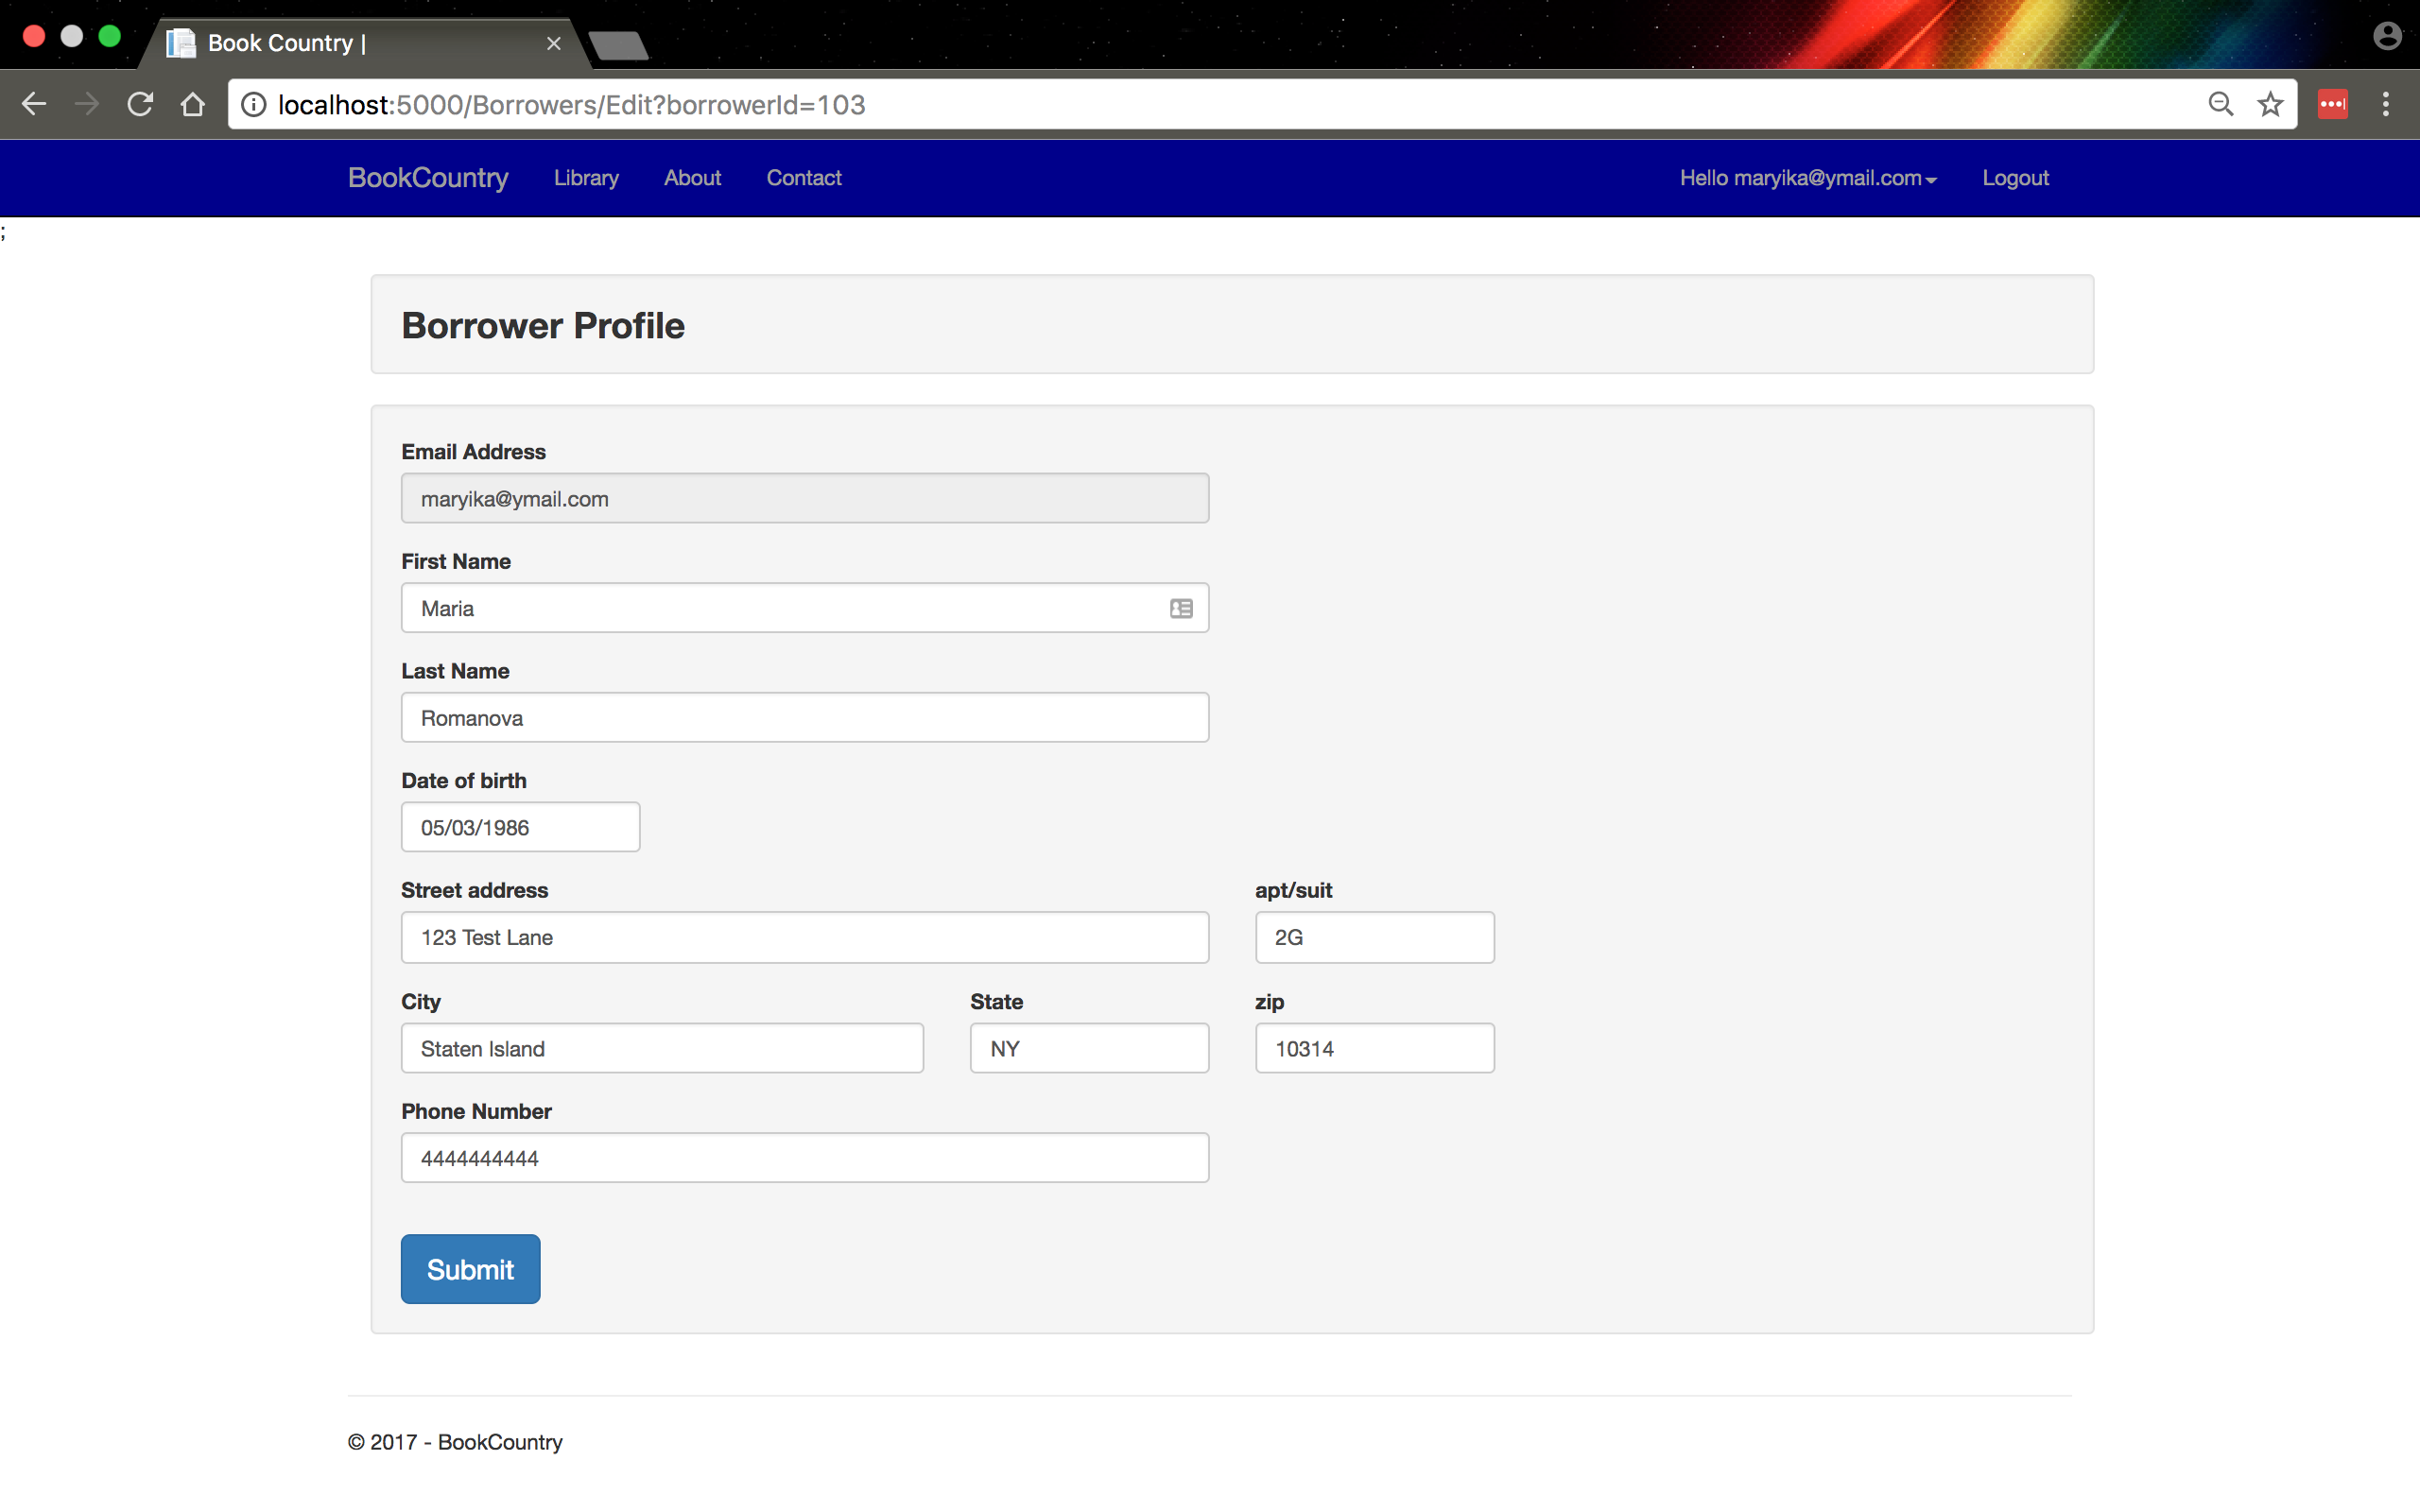 Book Country |
localhost:5000/Borrowers/Edit?borrowerId=103
BookCountry Library About Contact Hello maryika@ymail.com Logout
;
Borrower Profile
Email Address
maryika@ymail.com
First Name
Maria
Last Name
Romanova
Date of birth
05/03/1986
Street address apt/suit
123 Test Lane 2G
City State zip
Staten Island NY 10314
Phone Number
4444444444
Submit
© 2017 - BookCountry